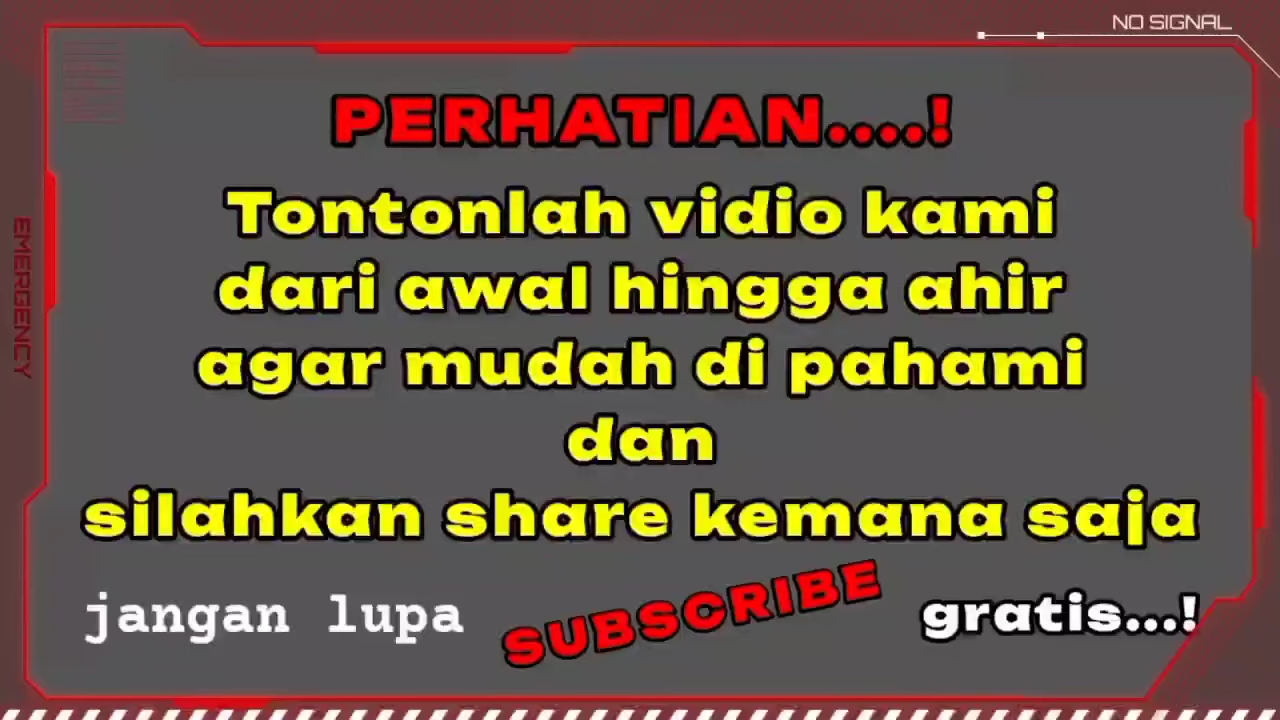 NO SIGNAL
PERHATIAN....!
Tontonlah vidio kami
dari awal hingga ahir
agar mudah di pahami
dan
silahkan share kemana saja
jangan lupa SUBSCRIBE gratis...!
EMERGENCY